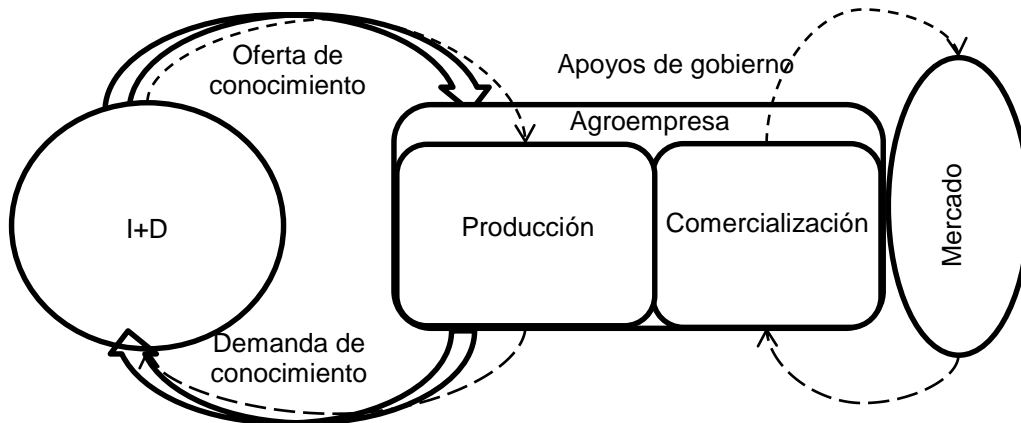 Oferta de
conocimiento
Apoyos de gobierno
Agroempresa
I+D
Producción
Comercialización
Mercado
Demanda de
conocimiento